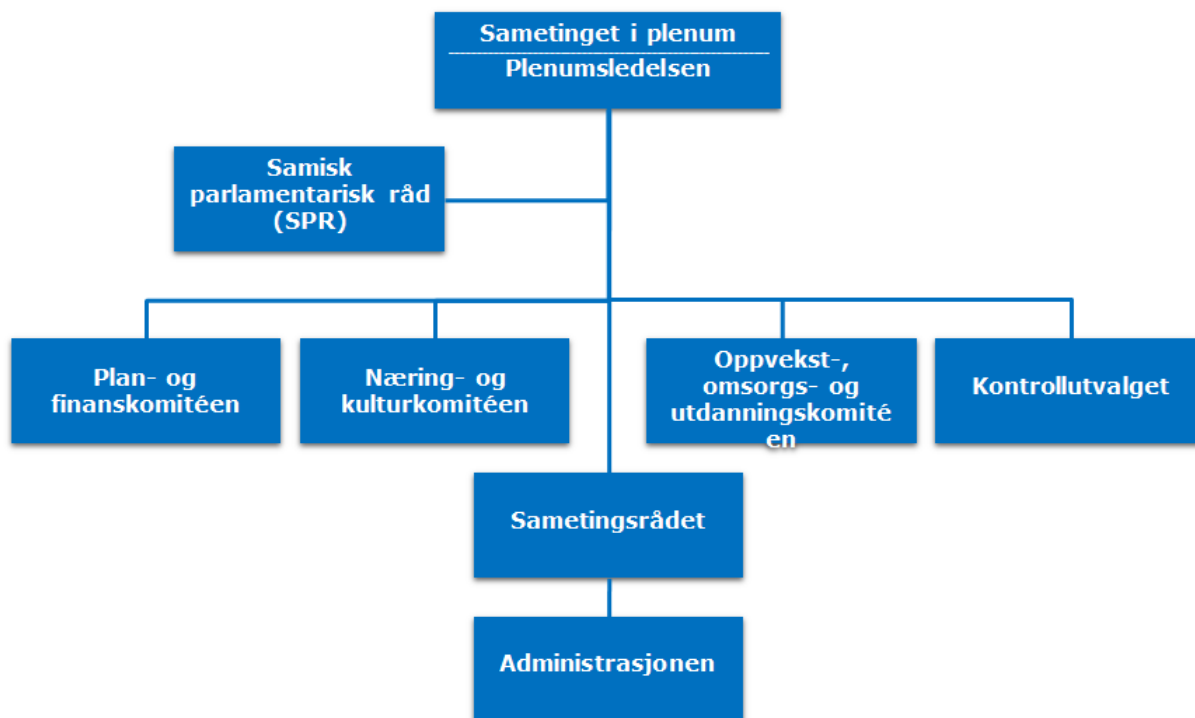 Sametinget i plenum
Plenumsledelsen
Samisk
parlamentarisk råd
(SPR)
Plan- og
finanskomitéen
Næring- og
kulturkomitéen
Oppvekst-,
omsorgs- og
utdanningskomité
en
Kontrollutvalget
Sametingsrådet
Administrasjonen